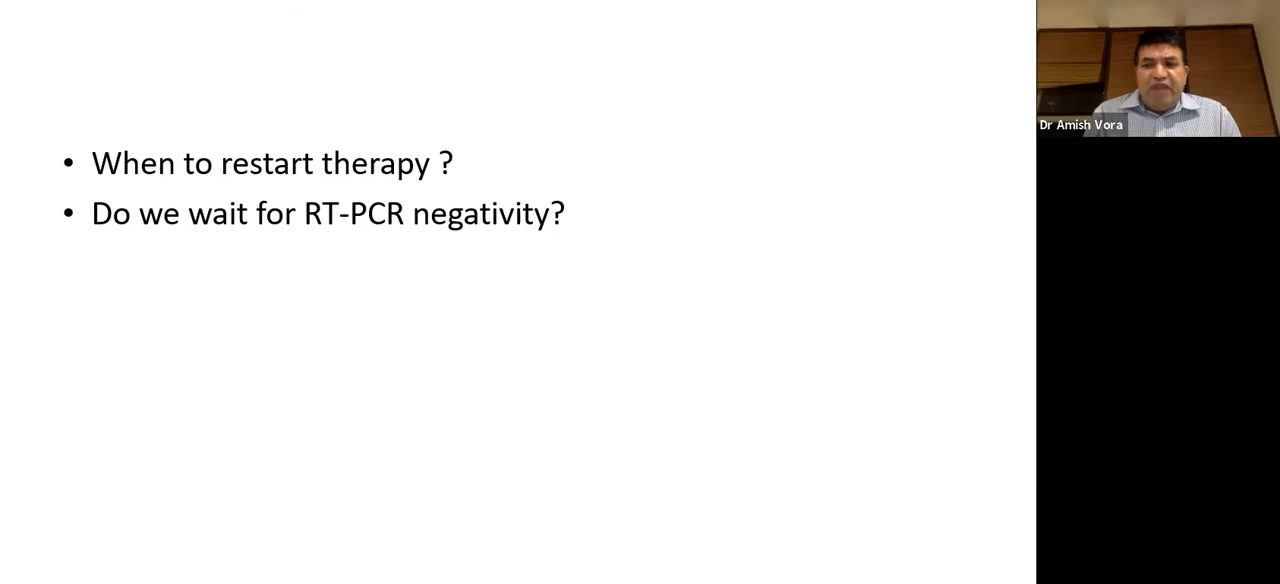 • When to restart therapy ?
• Do we wait for RT-PCR negativity?
Dr Amish Vora